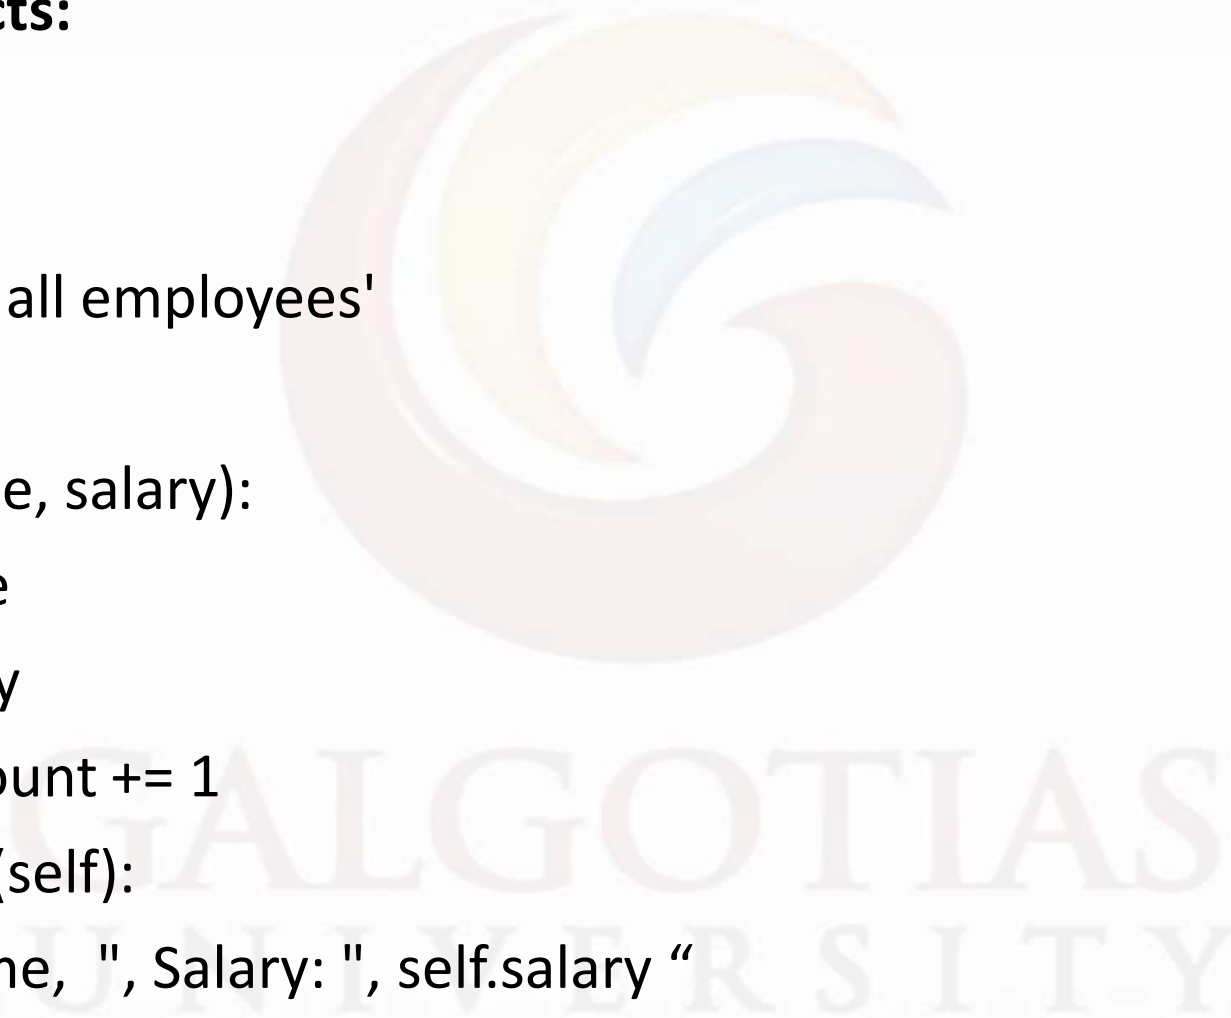 cts:
all employees'
e, salary):
e
y
ount += 1
(self):
ne,  ", Salary: ", self.salary “
GALGOTIAS
UNIVERSITY